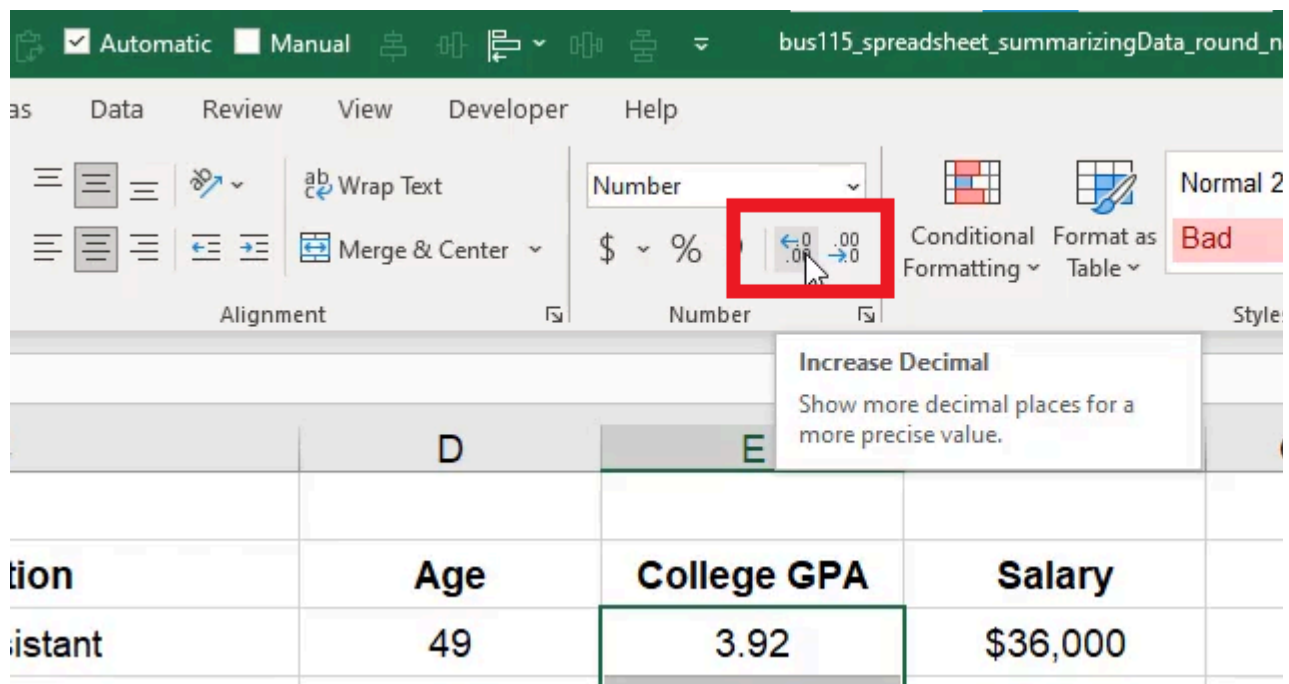 Automatic Manual bus115_spreadsheet_summarizingData_round_n
as Data Review View Developer Help
ab Wrap Text Number Normal 2
Merge & Center $ % Conditional Formatting Format as Table Bad
Alignment Number Style
Increase Decimal
Show more decimal places for a
more precise value.
D E
tion Age College GPA Salary
istant 49 3.92 $36,000